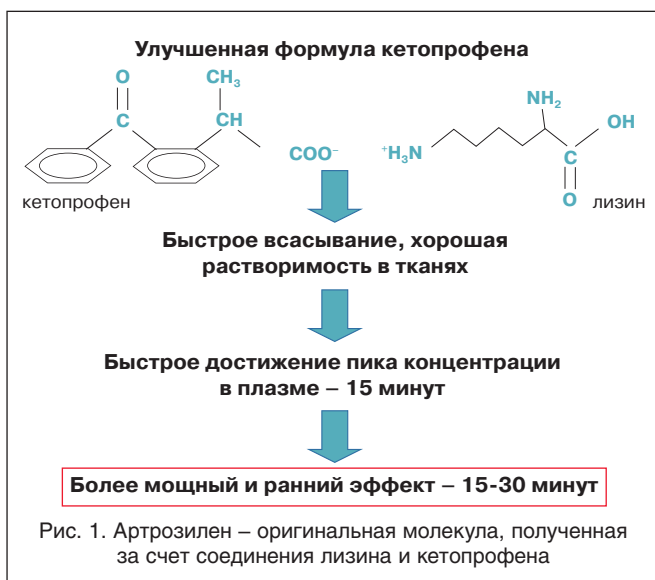 Улучшенная формула кетопрофена
O
C
CH₃
CH
COO⁻
кетопрофен
NH₂
OH
⁺H₃N
C
O
лизин
Быстрое всасывание, хорошая
растворимость в тканях
Быстрое достижение пика концентрации
в плазме – 15 минут
Более мощный и ранний эффект – 15-30 минут
Рис. 1. Артрозилен – оригинальная молекула, полученная
за счет соединения лизина и кетопрофена